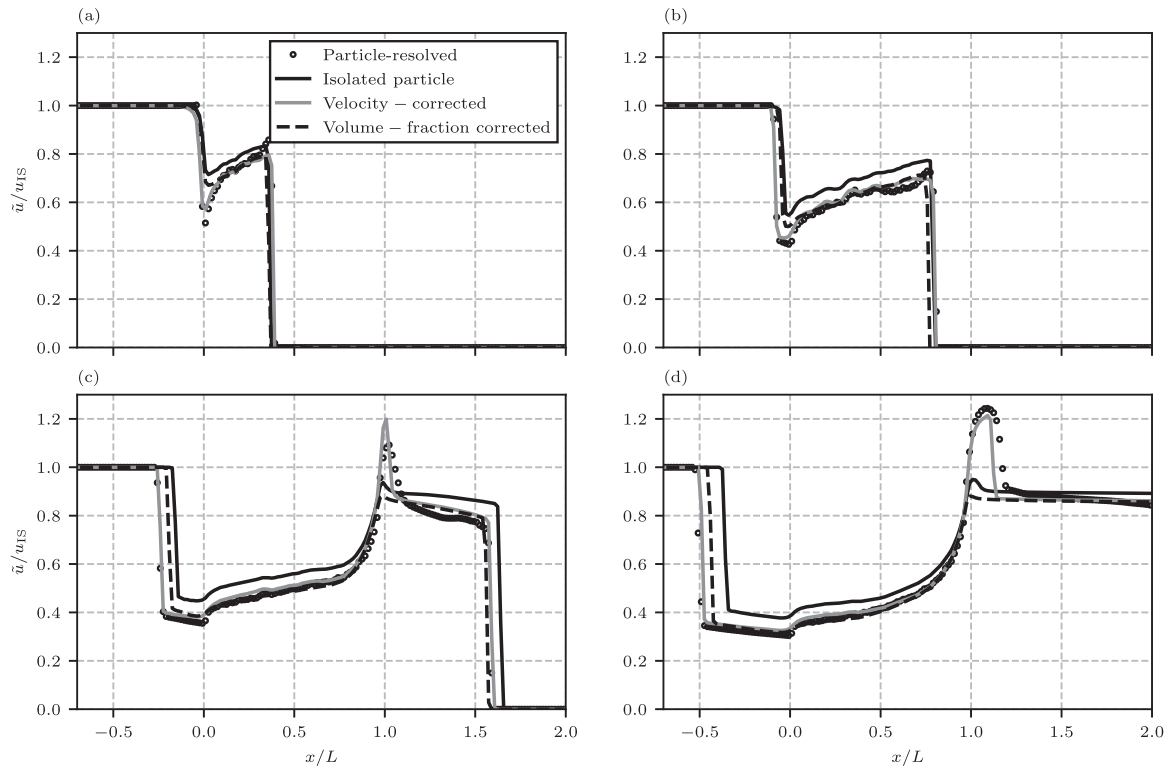 (a)
(b)
Particle-resolved
Isolated particle
Velocity − corrected
Volume − fraction corrected
1.2
1.0
0.8
0.6
0.4
0.2
0.0
ũ/u_IS
1.2
1.0
0.8
0.6
0.4
0.2
0.0
(c)
(d)
1.2
1.0
0.8
0.6
0.4
0.2
0.0
ũ/u_IS
−0.5 0.0 0.5 1.0 1.5 2.0
x/L
1.2
1.0
0.8
0.6
0.4
0.2
0.0
−0.5 0.0 0.5 1.0 1.5 2.0
x/L